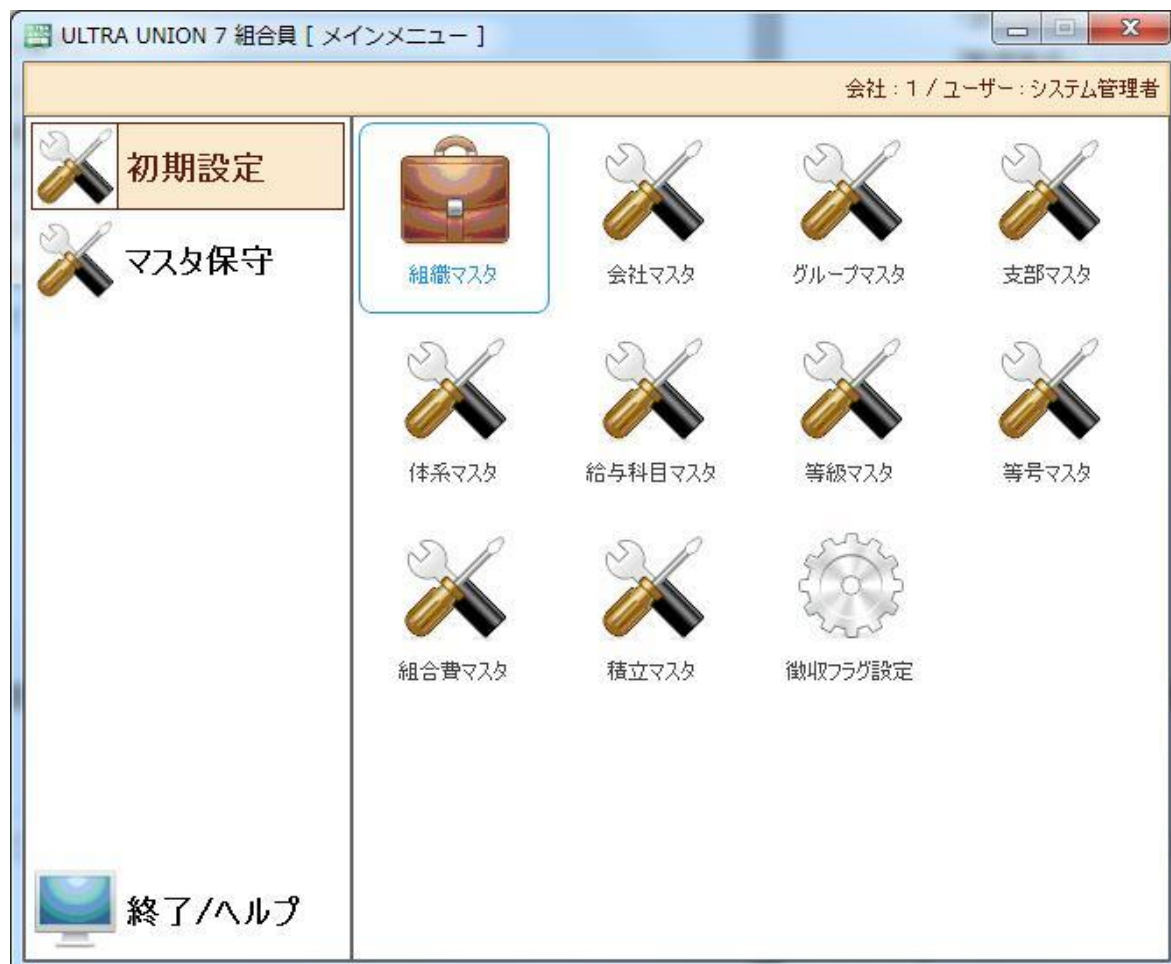 ULTRA UNION 7 組合員 [ メインメニュー ]
会社 : 1 / ユーザー : システム管理者
初期設定
マスタ保守
終了/ヘルプ
組織マスタ
会社マスタ
グループマスタ
支部マスタ
体系マスタ
給与科目マスタ
等級マスタ
等号マスタ
組合費マスタ
積立マスタ
徴収フラグ設定